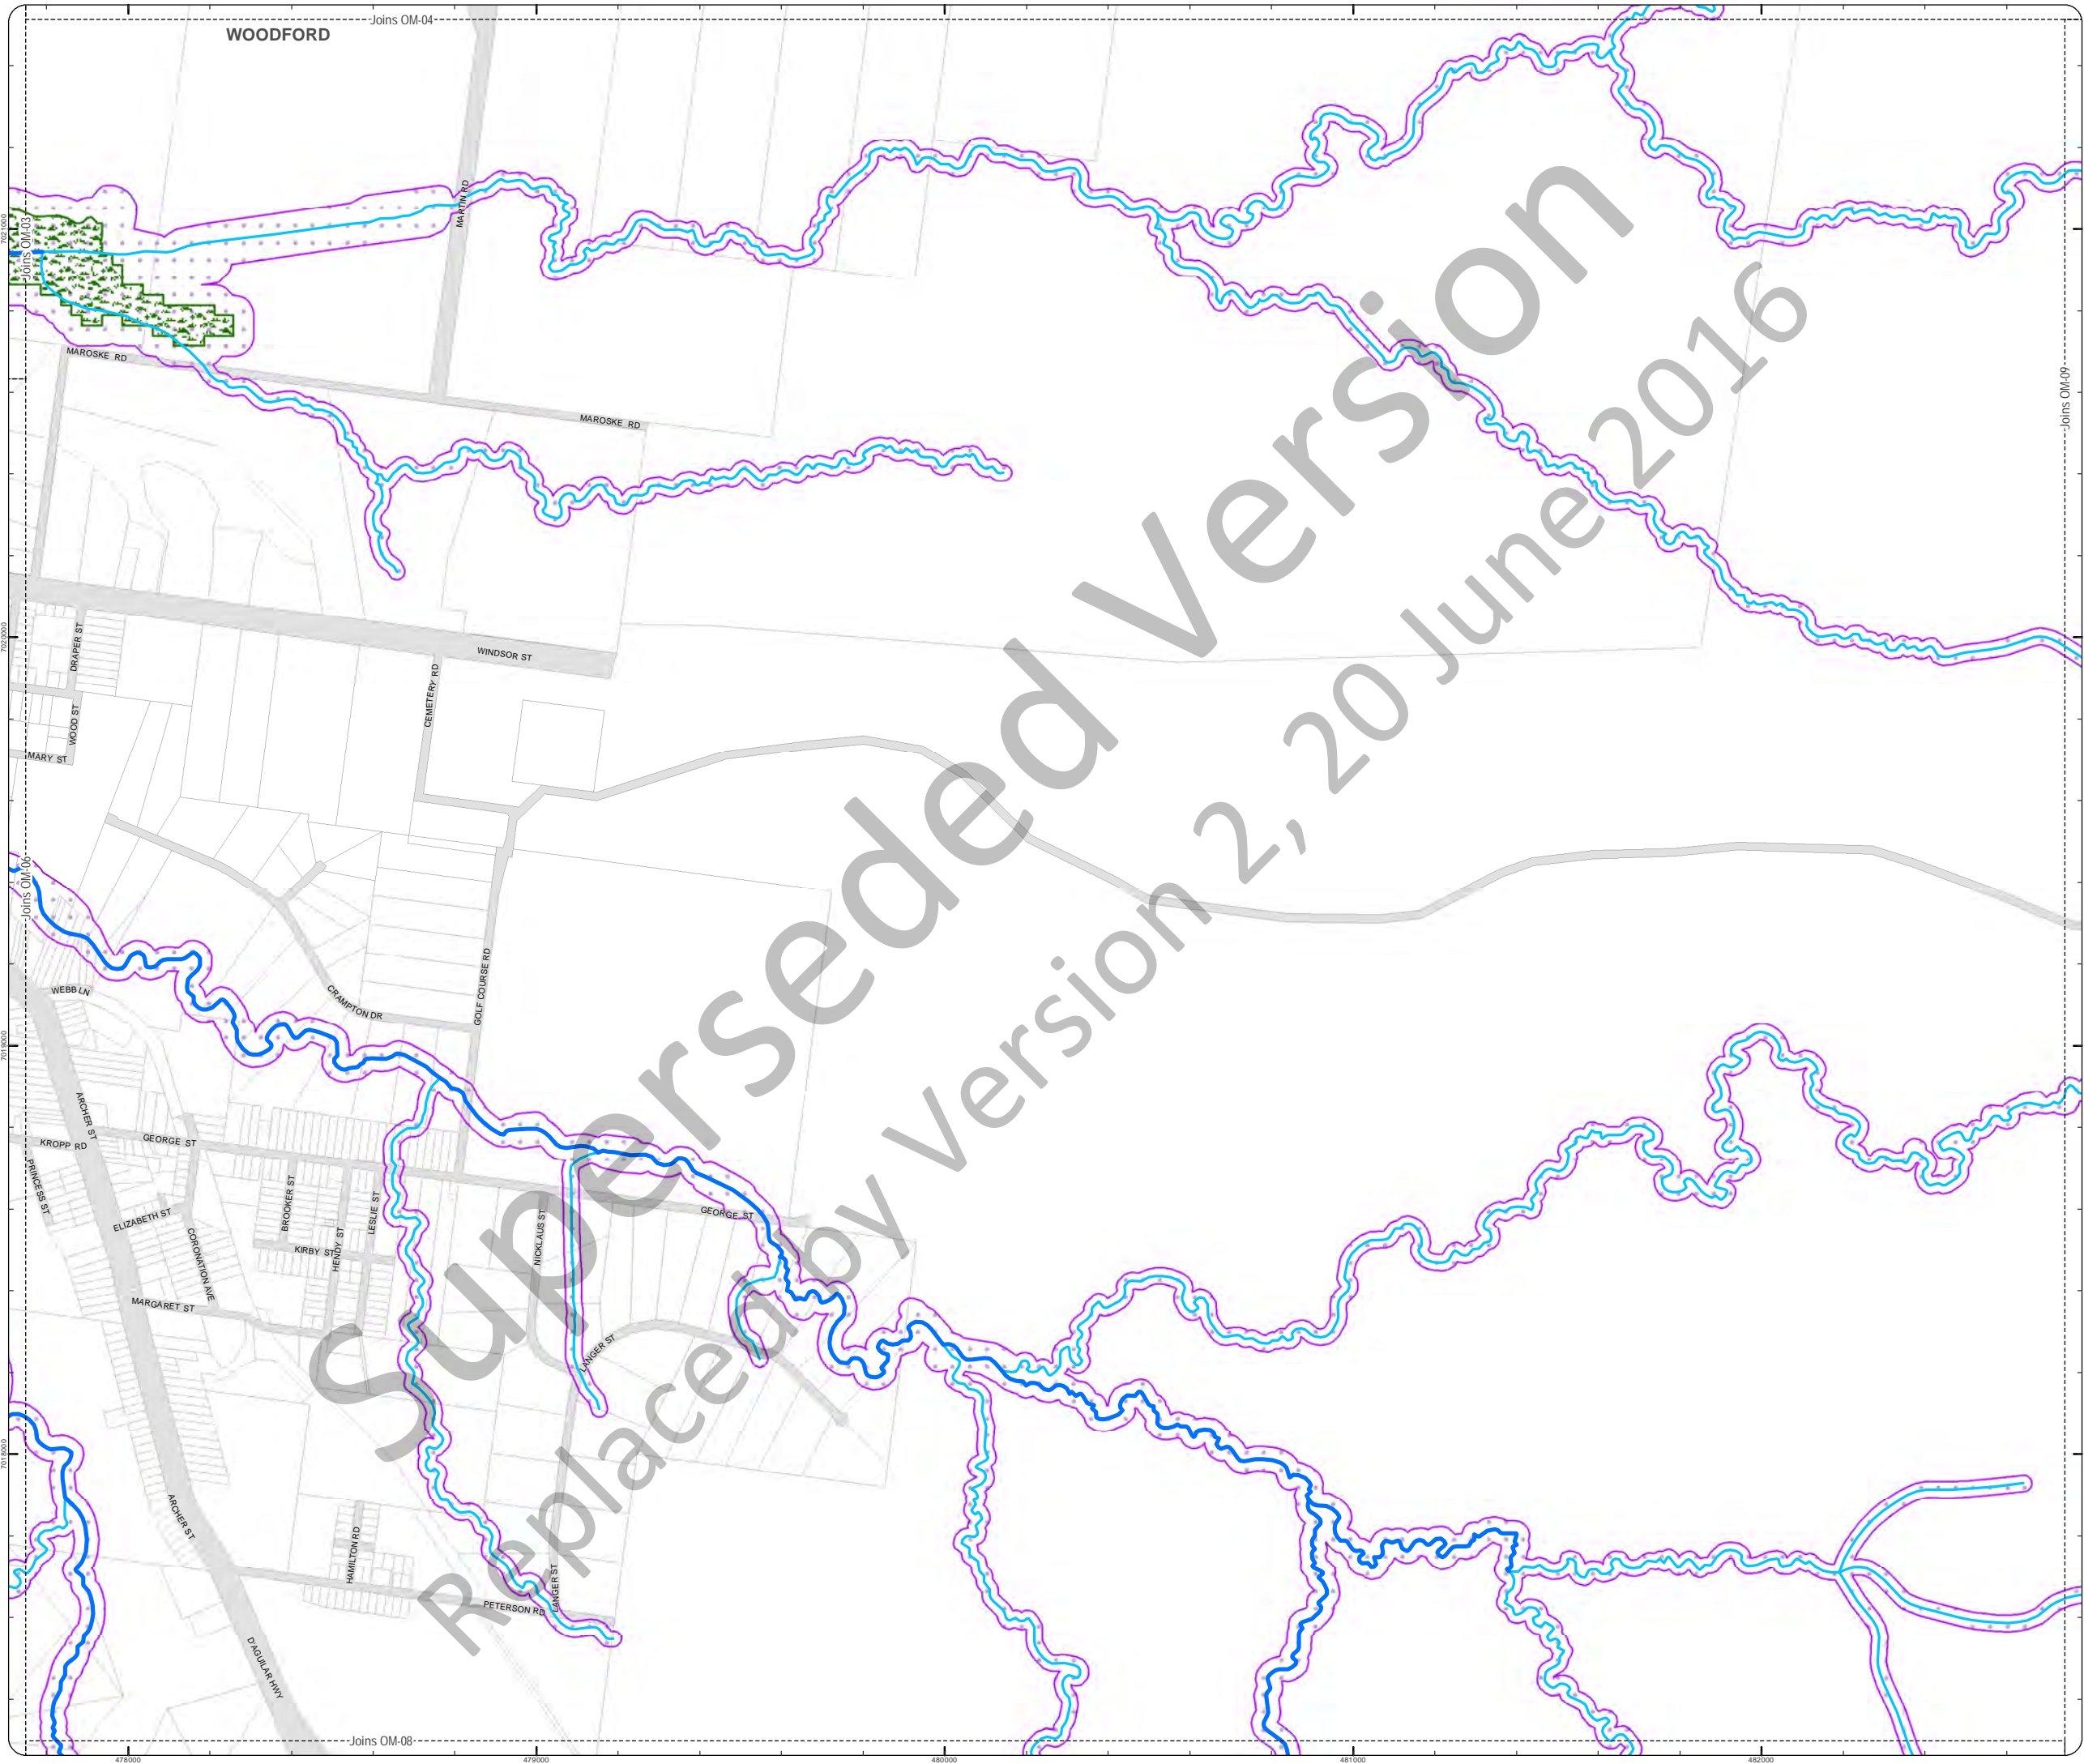 Joins OM-04
WOODFORD
MARTIN RD
7021000
Joins OM-03
MAROSKE RD
MAROSKE RD
Joins OM-09
7020000
DRAPER ST
WINDSOR ST
CEMETERY RD
WOOD ST
MARY ST
Joins OM-06
WEBB LN
CRAMPTON DR
GOLF COURSE RD
7019000
ARCHER ST
KROPP RD
GEORGE ST
PRINCESS ST
BROOKER ST
LESLIE ST
ELIZABETH ST
HENDY ST
KIRBY ST
CORONATION AVE
NICKLAUS ST
GEORGE ST
MARGARET ST
LANGER ST
7018000
ARCHER ST
HAMILTON RD
LANGER ST
PETERSON RD
D'AGUILAR HWY
Joins OM-08
478000
479000
480000
481000
482000
Superseded Version
Replaced by Version 2, 20 June 2016